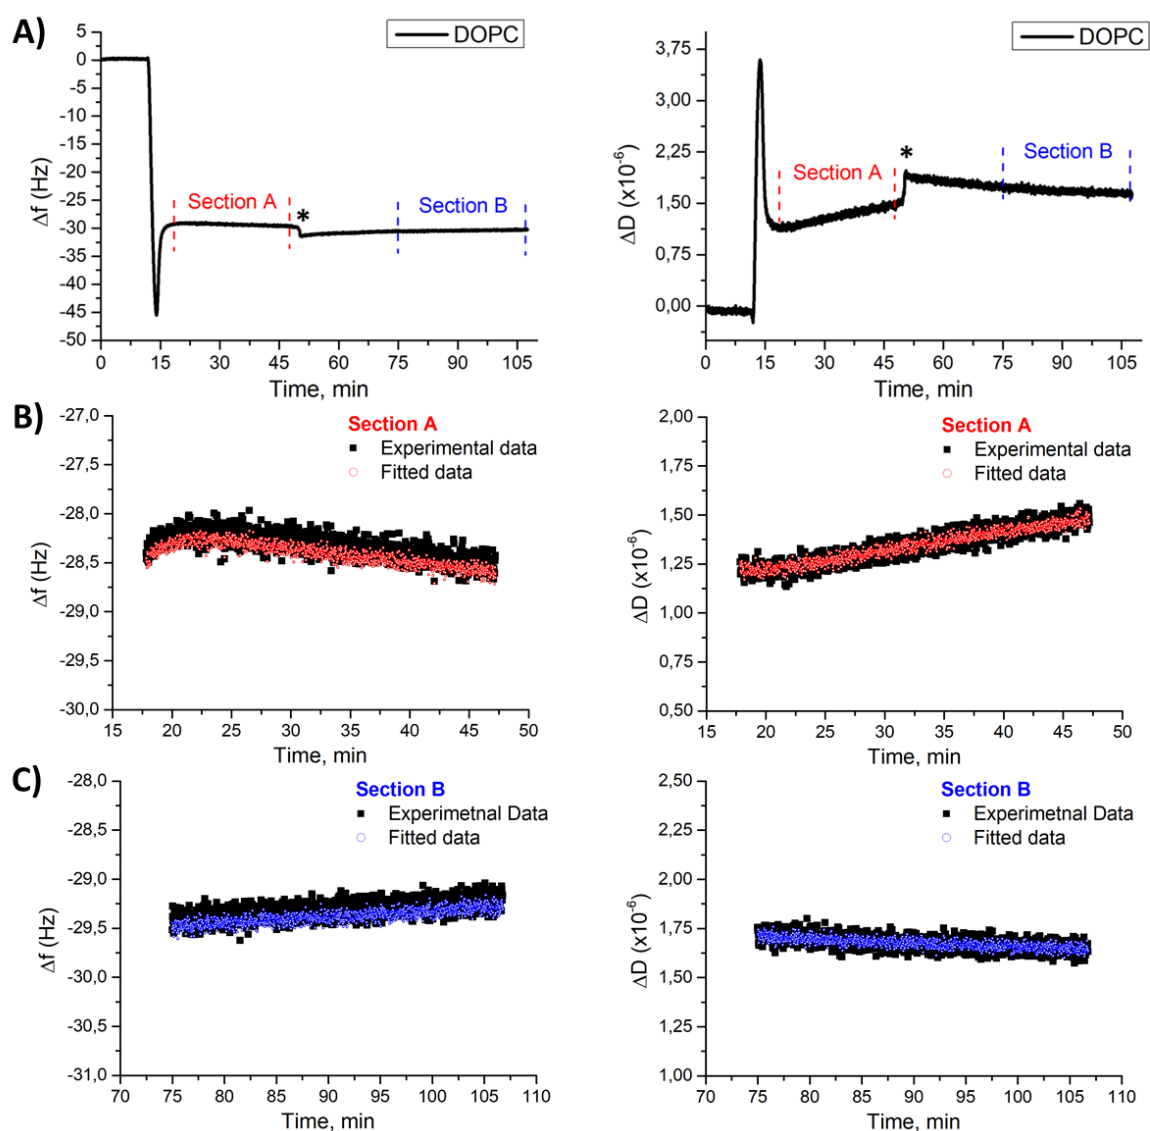 A)
DOPC
5
0
-5
-10
-15
-20
-25
-30
-35
-40
-45
-50
Δf (Hz)
Section A
*
Section B
0
15
30
45
60
75
90
105
Time, min
DOPC
3,75
3,00
2,25
1,50
0,75
0,00
ΔD (x10-6)
Section A
*
Section B
0
15
30
45
60
75
90
105
Time, min
B)
Section A
Experimental data
Fitted data
-27,0
-27,5
-28,0
-28,5
-29,0
-29,5
-30,0
Δf (Hz)
15
20
25
30
35
40
45
50
Time, min
Section A
Experimental data
Fitted data
2,00
1,75
1,50
1,25
1,00
0,75
0,50
ΔD (x10-6)
15
20
25
30
35
40
45
50
Time, min
C)
Section B
Experimetnal Data
Fitted data
-28,0
-28,5
-29,0
-29,5
-30,0
-30,5
-31,0
Δf (Hz)
70
75
80
85
90
95
100
105
110
Time, min
Section B
Experimetnal Data
Fitted data
2,50
2,25
2,00
1,75
1,50
1,25
1,00
ΔD (x10-6)
70
75
80
85
90
95
100
105
110
Time, min